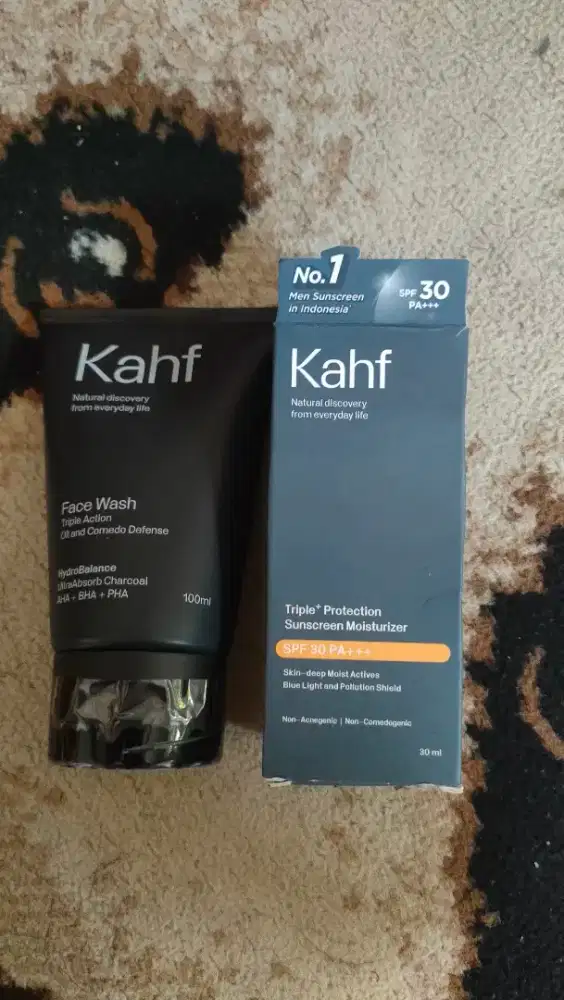 Kahf
Natural discovery
from everyday life
Face Wash
Triple Action
Oil and Comedo Defense
HydroBalance
UltraAbsorb Charcoal
AHA + BHA + PHA
100ml
No.1
Men Sunscreen
in Indonesia
SPF 30
PA+++
Kahf
Natural discovery
from everyday life
Triple+ Protection
Sunscreen Moisturizer
SPF 30 PA+++
Skin-deep Moist Actives
Blue Light and Pollution Shield
Non-Acnegenic | Non-Comedogenic
30 ml